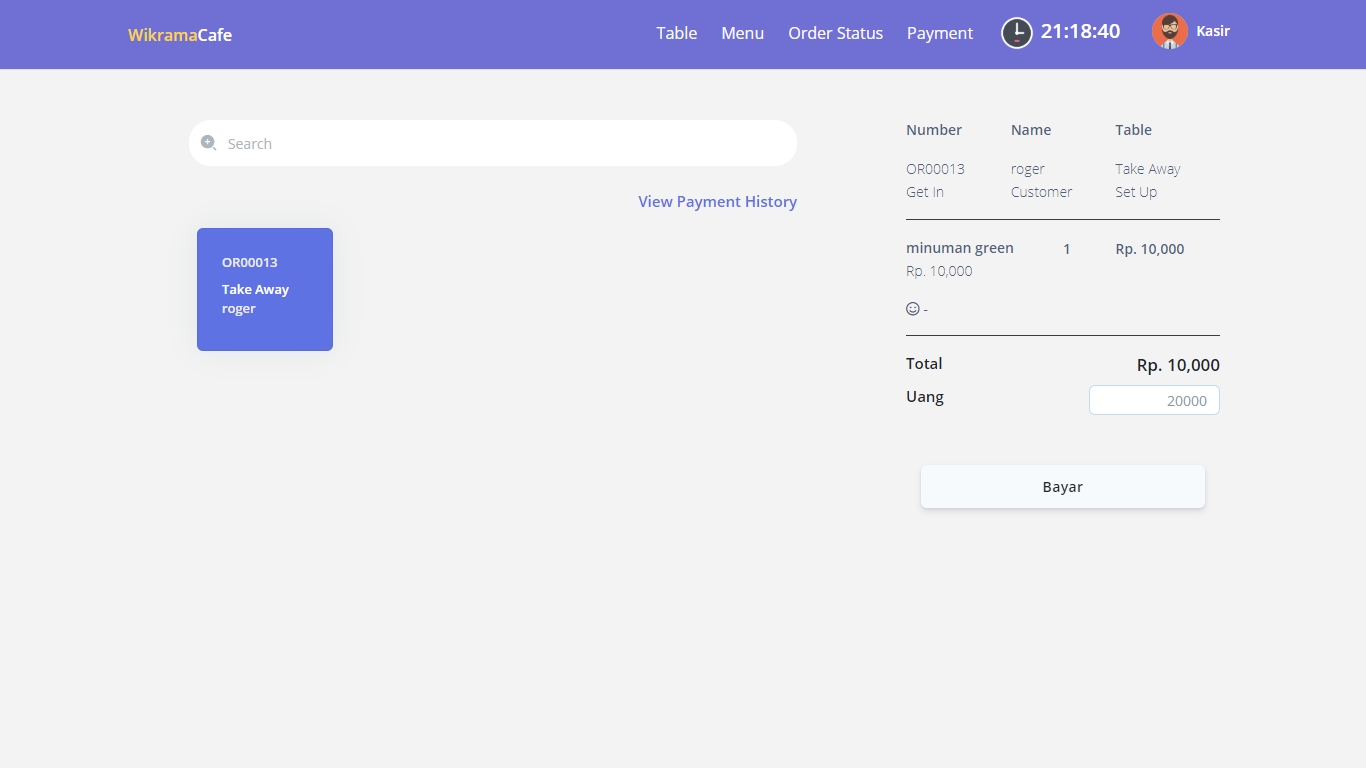 WikramaCafe
Table Menu Order Status Payment 21:18:40 Kasir
Search
View Payment History
OR00013
Take Away
roger
Number Name Table
OR00013 roger Take Away
Get In Customer Set Up
minuman green 1 Rp. 10,000
Rp. 10,000
-
Total Rp. 10,000
Uang 20000
Bayar